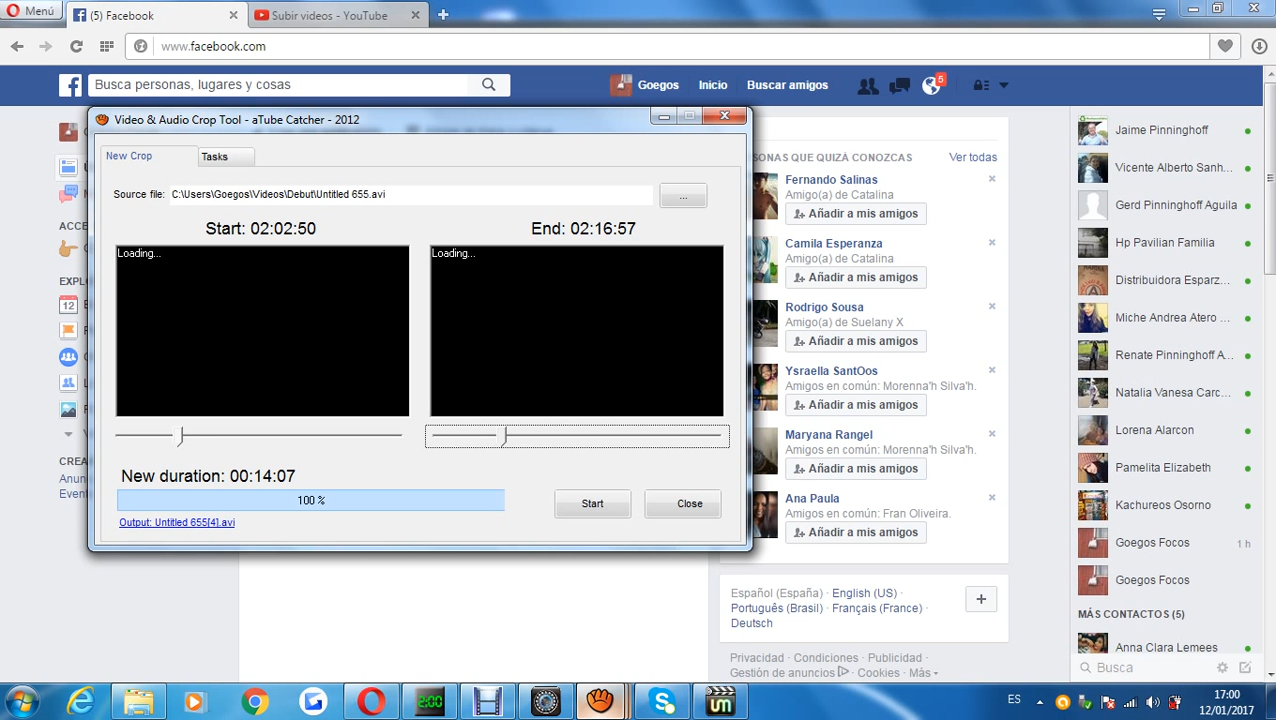 Menú
(5) Facebook
Subir videos - YouTube
www.facebook.com
Busca personas, lugares y cosas
Goegos
Inicio
Buscar amigos
5
Video & Audio Crop Tool - aTube Catcher - 2012
New Crop
Tasks
Source file:
C:\Users\Goegos\Videos\Debut\Untitled 655.avi
...
Start: 02:02:50
End: 02:16:57
Loading...
Loading...
New duration: 00:14:07
100 %
Start
Close
Output: Untitled 655[4].avi
ACCE
EXPLO
12
CREA
Anunc
Event
SONAS QUE QUIZÁ CONOZCAS
Ver todas
Fernando Salinas
Amigo(a) de Catalina
Añadir a mis amigos
Camila Esperanza
Amigo(a) de Catalina
Añadir a mis amigos
Rodrigo Sousa
Amigo(a) de Suelany X
Añadir a mis amigos
Ysraella SantOos
Amigos en común: Morenna'h Silva'h.
Añadir a mis amigos
Maryana Rangel
Amigos en común: Morenna'h Silva'h.
Añadir a mis amigos
Ana Paula
Amigos en común: Fran Oliveira.
Añadir a mis amigos
Español (España) · English (US) ·
Português (Brasil) · Français (France) ·
Deutsch
Privacidad · Condiciones · Publicidad ·
Gestión de anuncios · Cookies · Más
Jaime Pinninghoff
Vicente Alberto Sanh...
Gerd Pinninghoff Aguila
Hp Pavilian Familia
Distribuidora Esparz...
Miche Andrea Atero ...
Renate Pinninghoff A...
Natalia Vanesa Carc...
Lorena Alarcon
Pamelita Elizabeth
Kachureos Osorno
Goegos Focos
1 h
Goegos Focos
MÁS CONTACTOS (5)
Anna Clara Lemees
Busca
2:00
UM
ES
17:00
12/01/2017